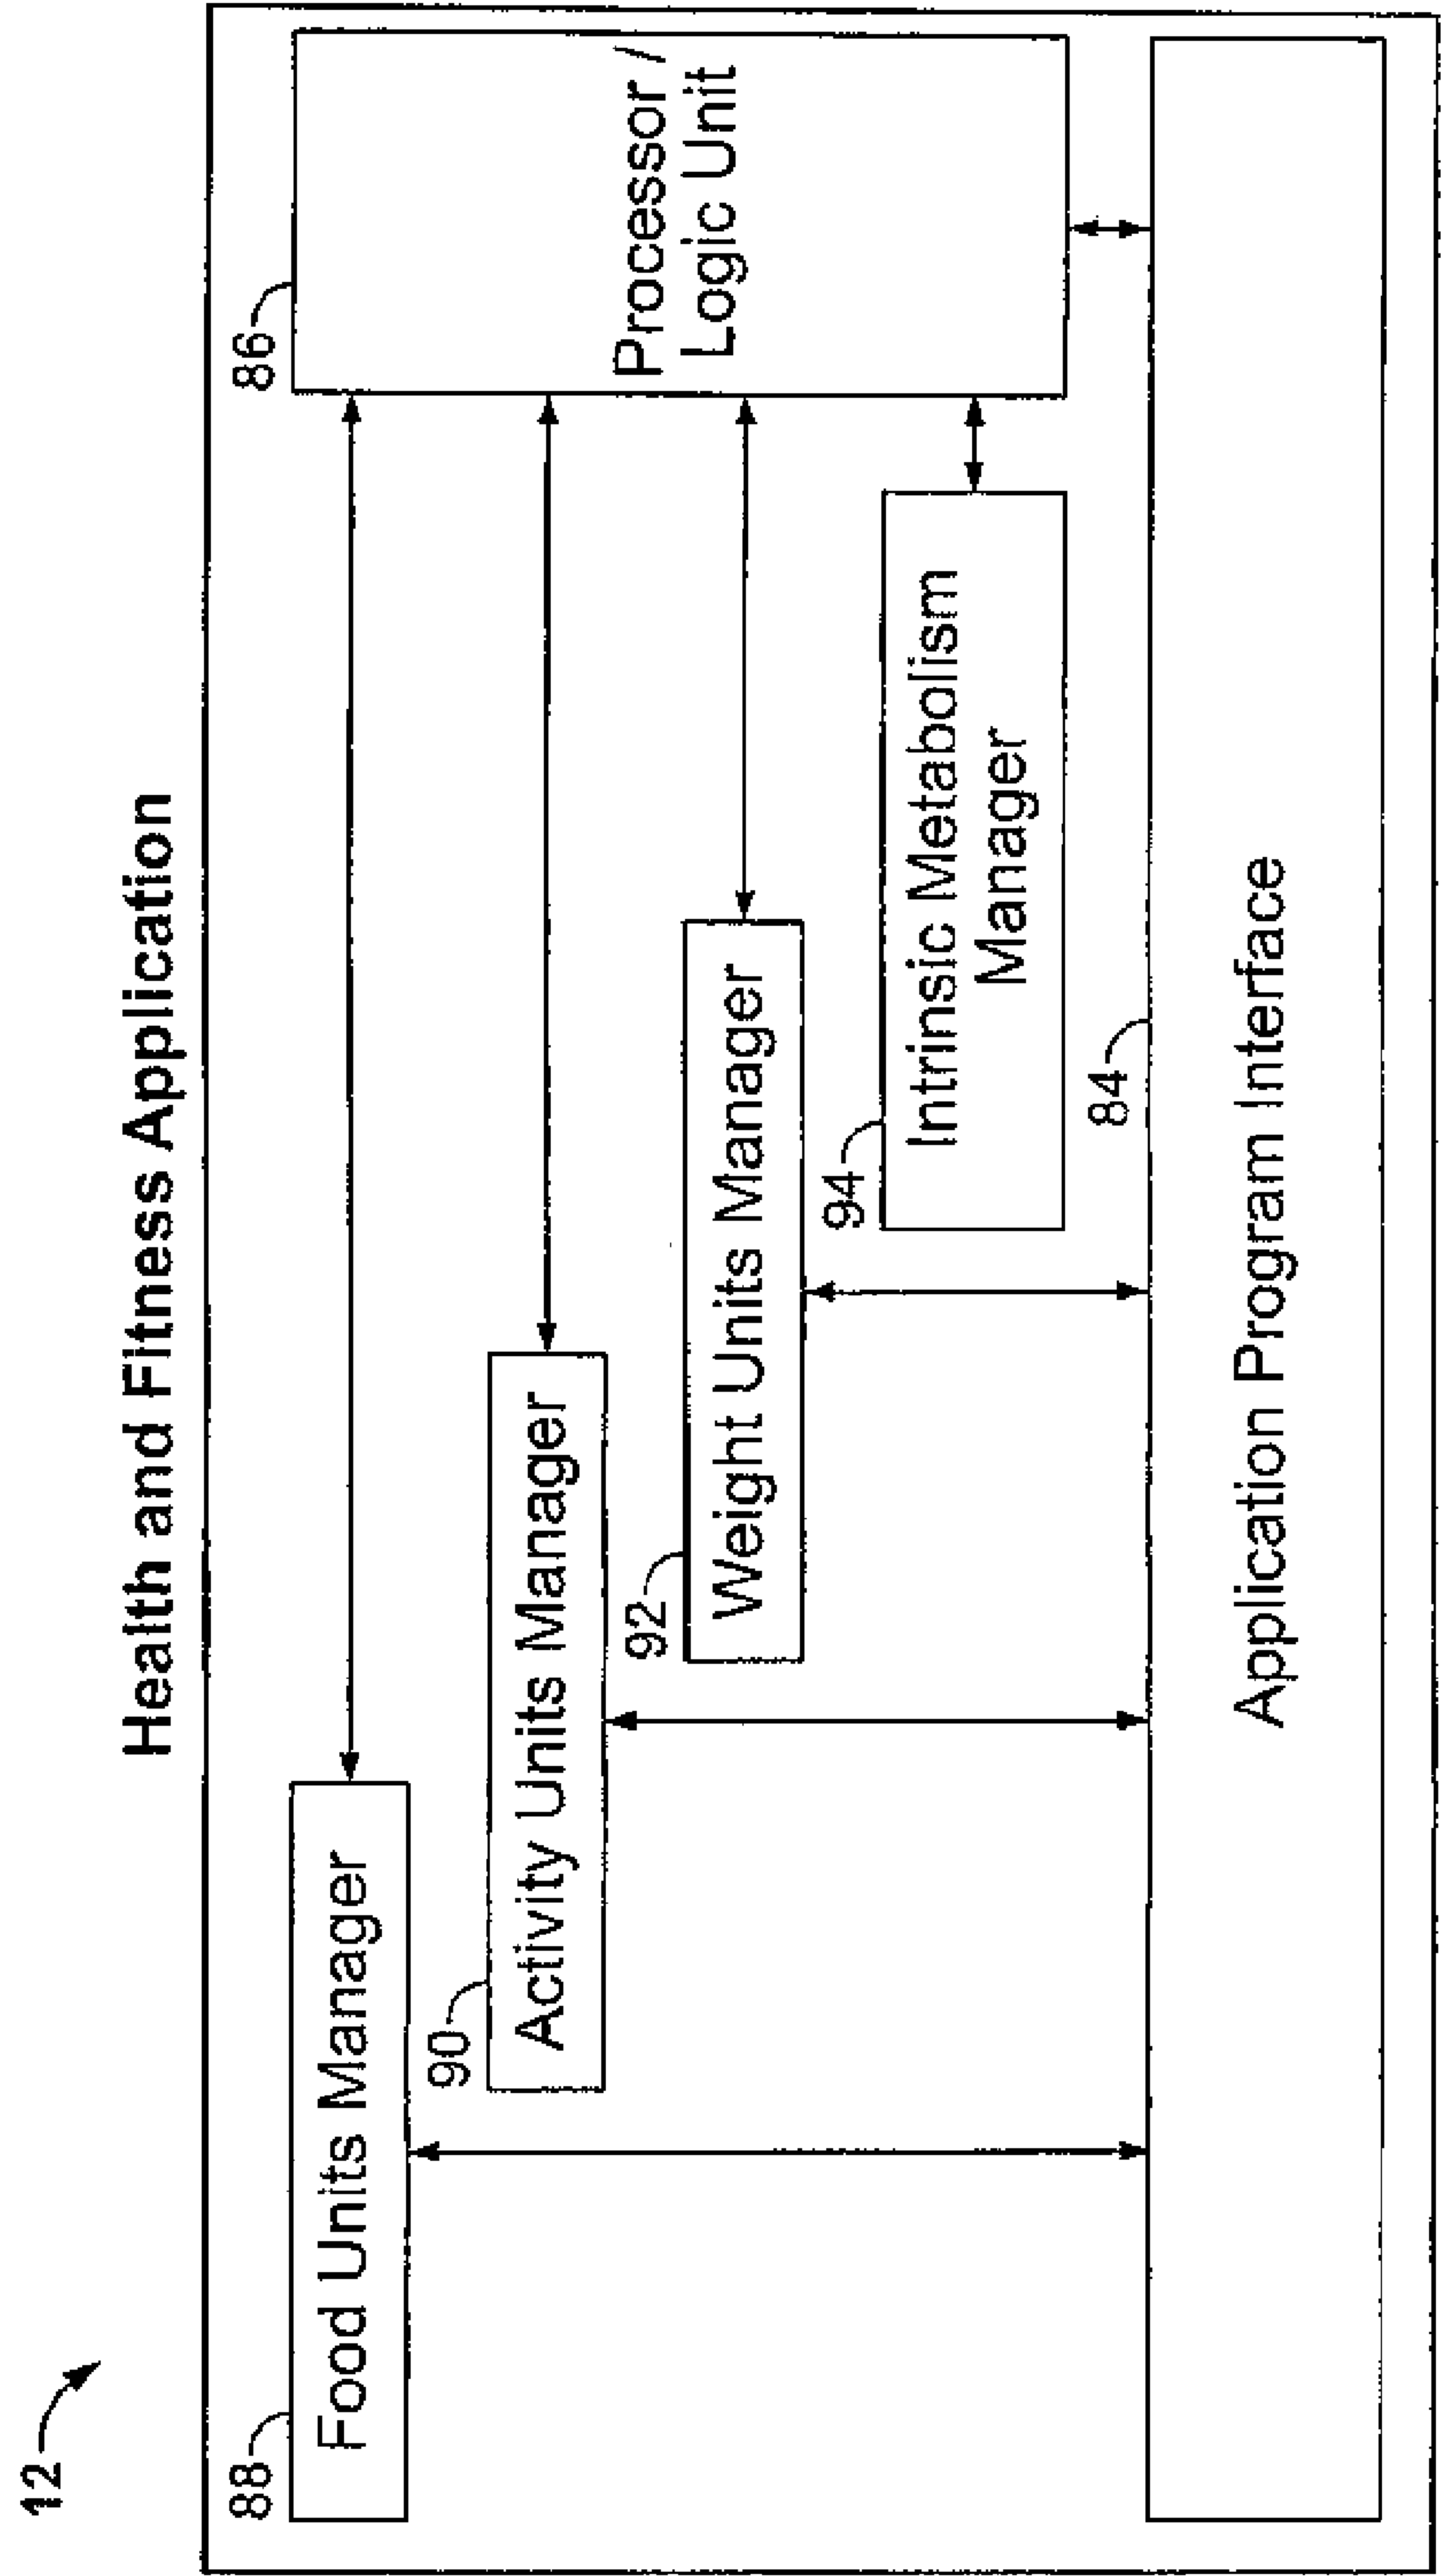 12
Health and Fitness Application
88
Food Units Manager
86
Processor /
Logic Unit
90
Activity Units Manager
92
Weight Units Manager
94
Intrinsic Metabolism
Manager
84
Application Program Interface